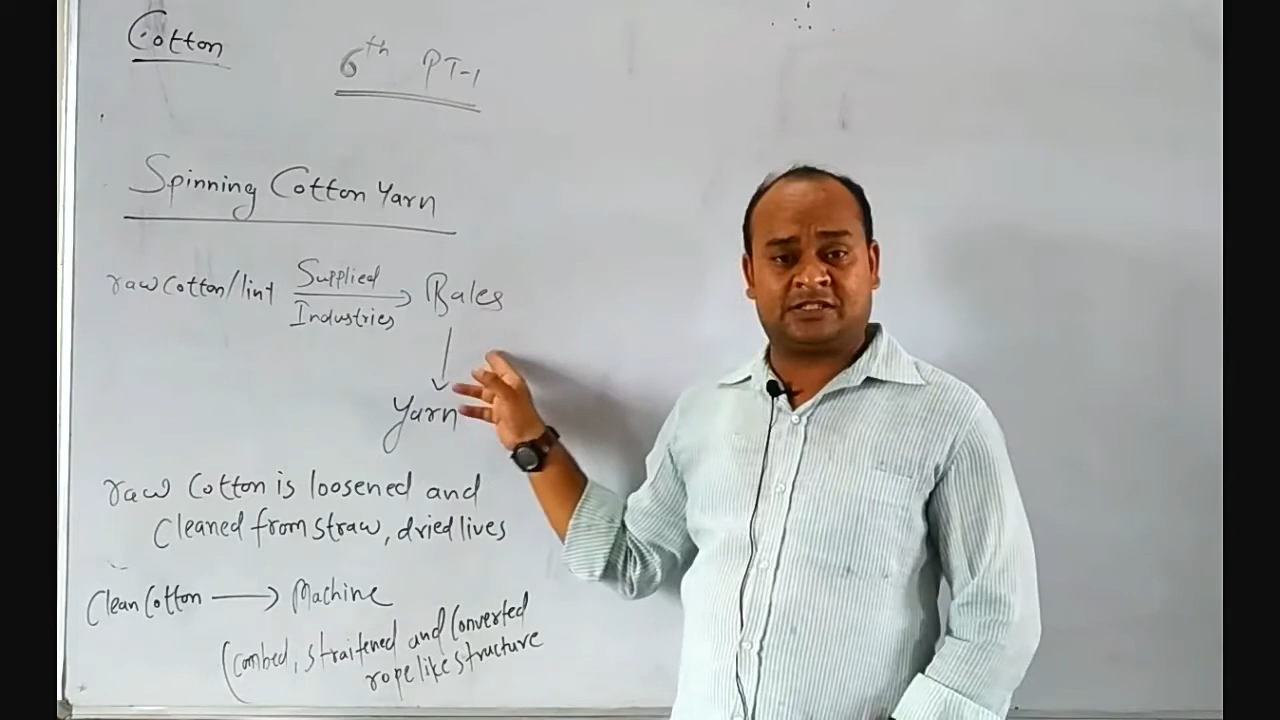 Cotton
6th PT-1
Spinning Cotton Yarn
raw Cotton/lint Supplied Industries Bales
Yarn
raw Cotton is loosened and
Cleaned from straw, dried lives
Clean Cotton → Machine
(Combed, straitened and Converted
rope like structure